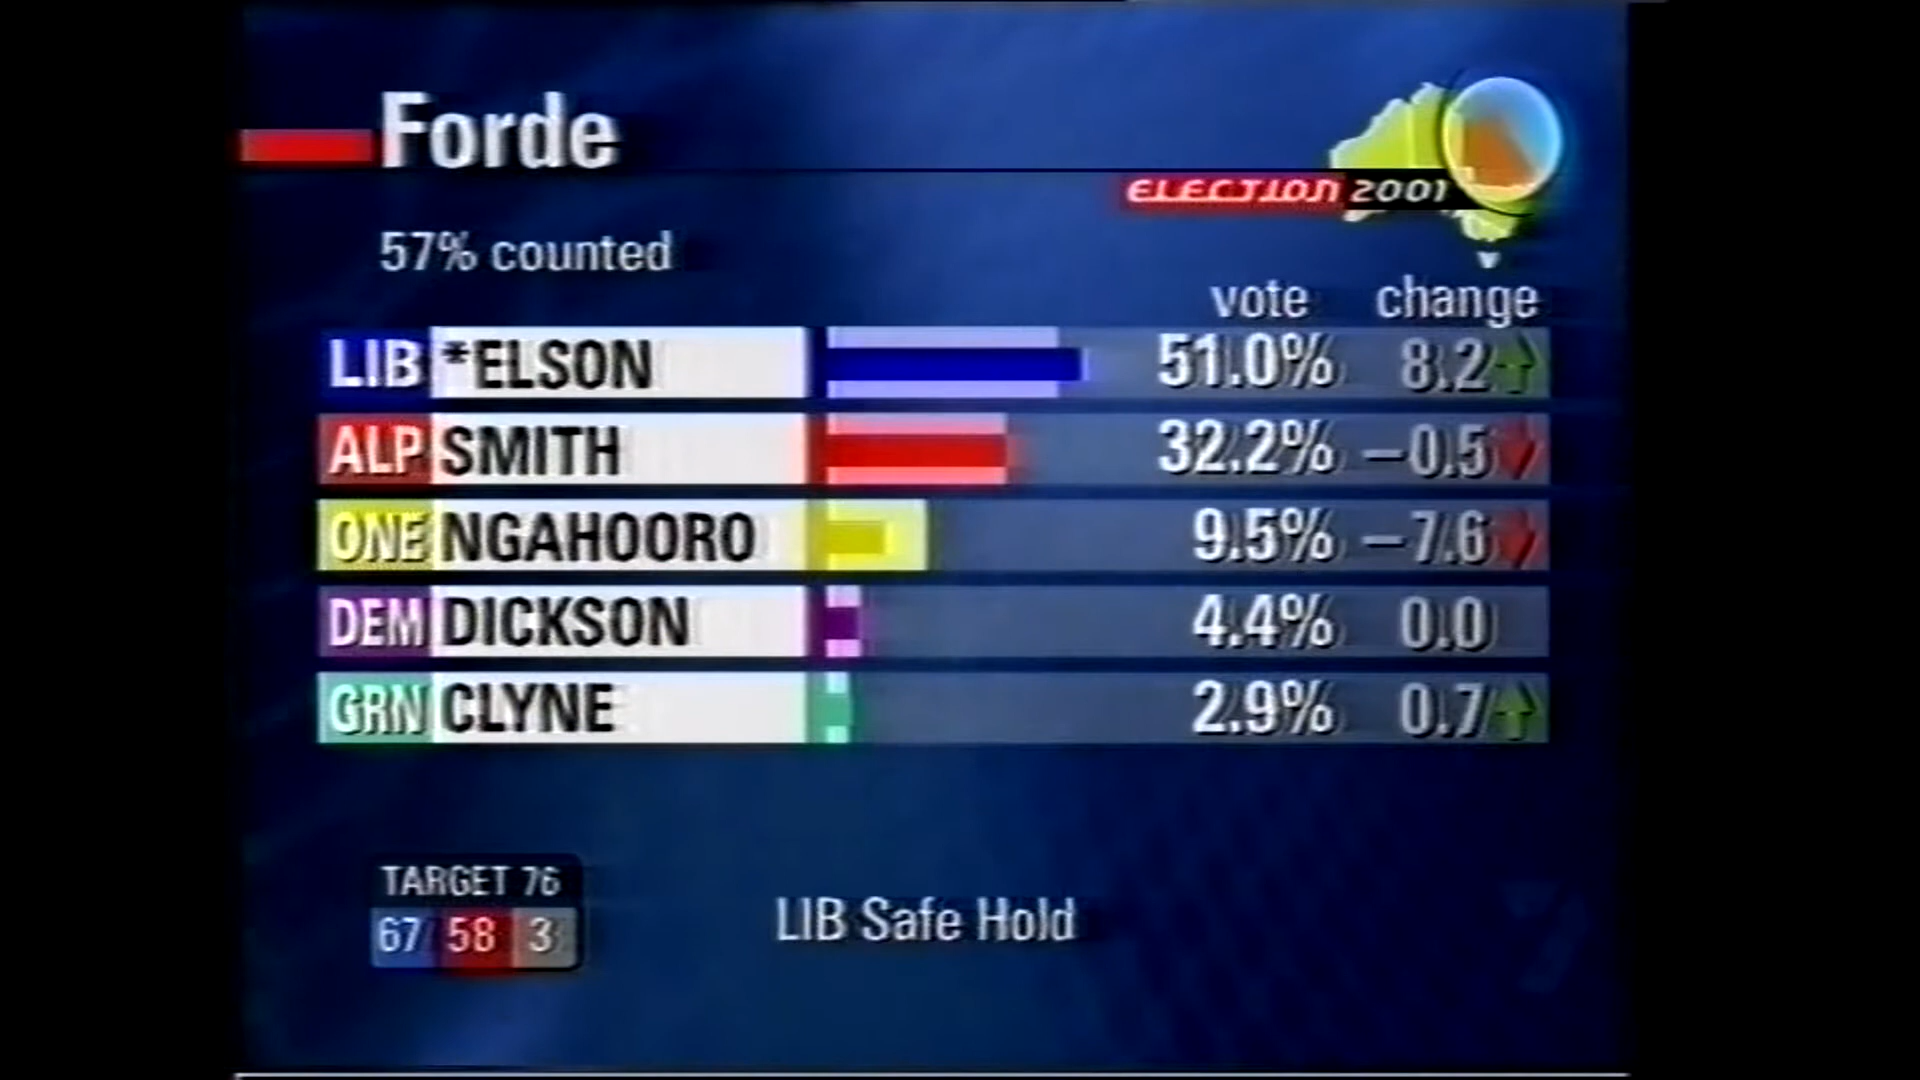 Forde
ELECTION 2001
57% counted
vote change
LIB *ELSON 51.0% 8.2
ALP SMITH 32.2% –0.5
ONE NGAHOORO 9.5% –7.6
DEM DICKSON 4.4% 0.0
GRN CLYNE 2.9% 0.7
TARGET 76
67 58 3
LIB Safe Hold